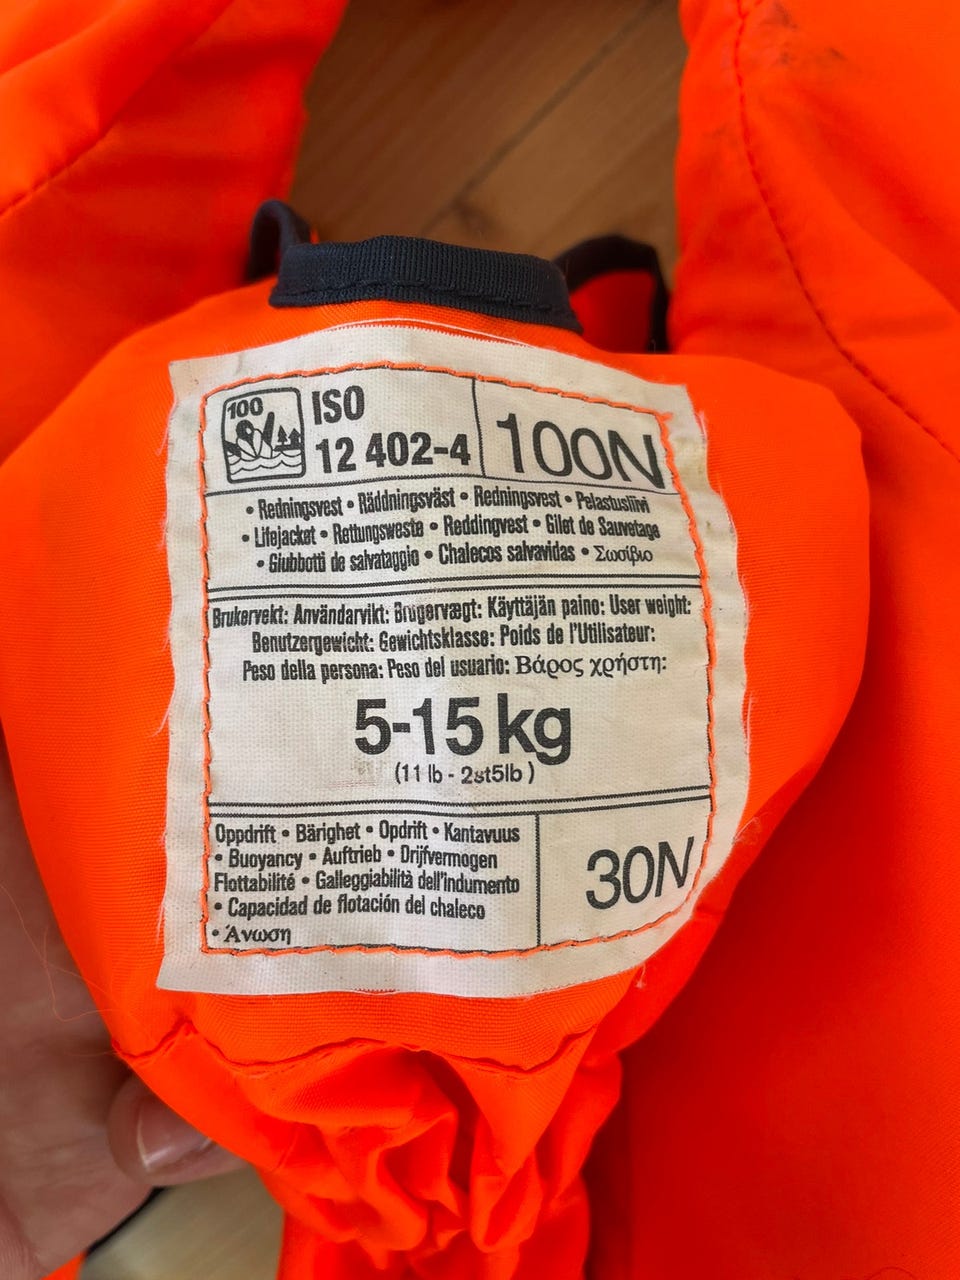 100
ISO
12 402-4
100N
• Redningsvest • Räddningsväst • Redningsvest • Pelastusliivi
• Lifejacket • Rettungsweste • Reddingvest • Gilet de Sauvetage
• Giubbotti de salvataggio • Chalecos salvavidas • Σωσίβιο
Brukervekt: Användarvikt: Brugervægt: Käyttäjän paino: User weight:
Benutzergewicht: Gewichtsklasse: Poids de l'Utilisateur:
Peso della persona: Peso del usuario: Βάρος χρήστη:
5-15 kg
(11 lb - 2st5lb )
Oppdrift • Bärighet • Opdrift • Kantavuus
• Buoyancy • Auftrieb • Drijfvermogen
Flottabilité • Galleggiabilità dell'indumento
• Capacidad de flotación del chaleco
• Άνωση
30N